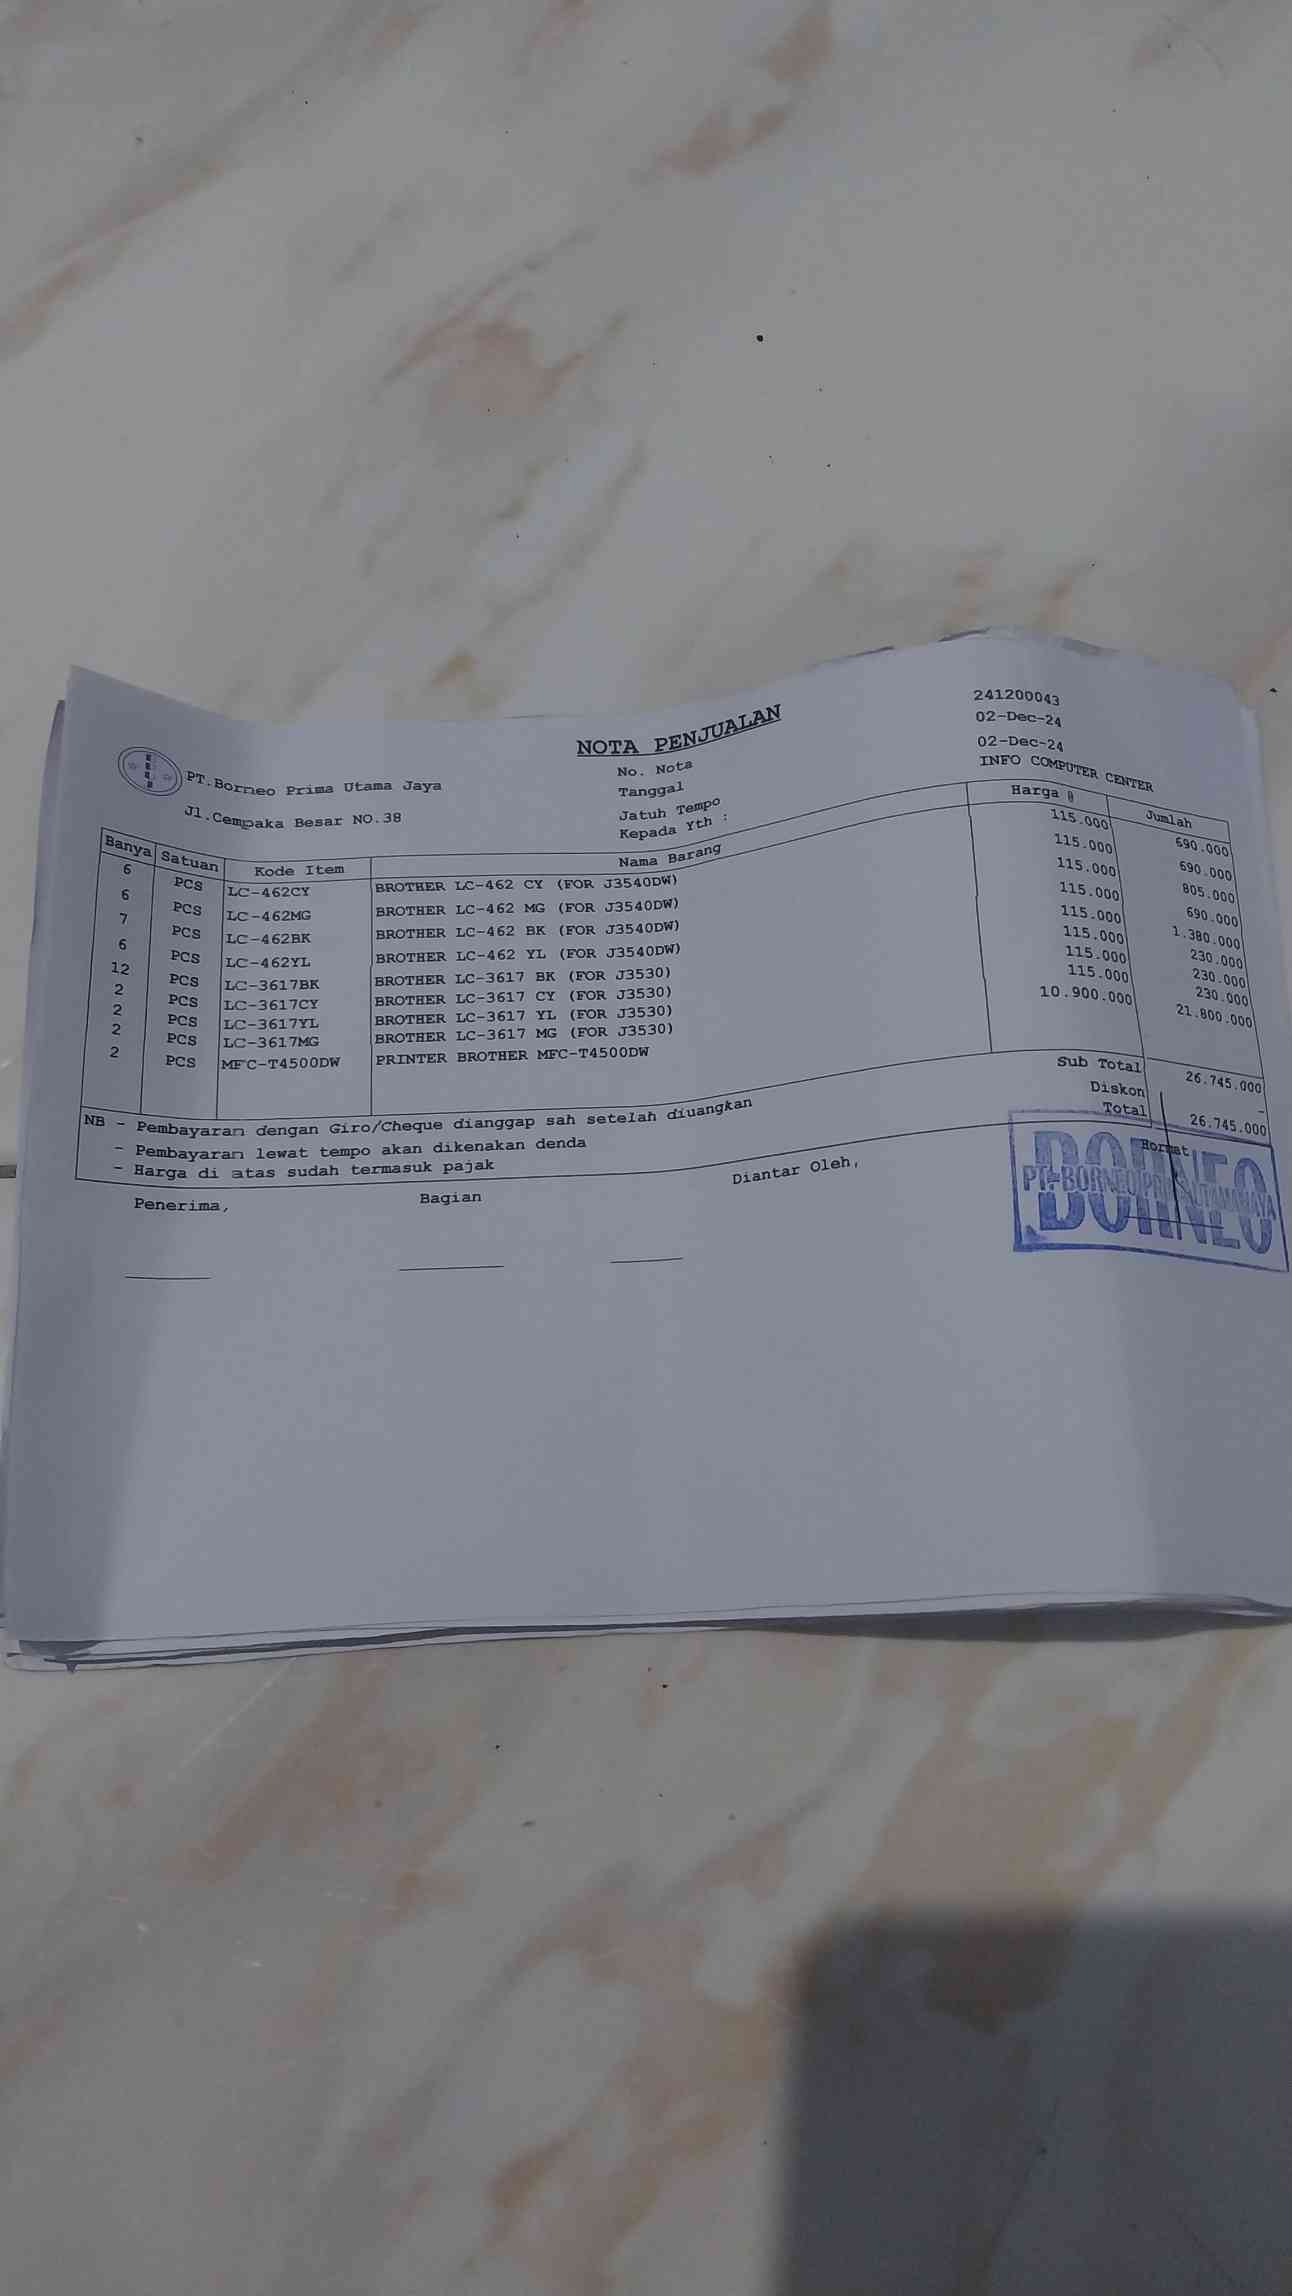 NOTA PENJUALAN
PT.Borneo Prima Utama Jaya
Jl.Cempaka Besar NO.38
No. Nota 241200043
Tanggal 02-Dec-24
Jatuh Tempo 02-Dec-24
Kepada Yth : INFO COMPUTER CENTER
Banya Satuan Kode Item Nama Barang Harga @ Jumlah
6 PCS LC-462CY BROTHER LC-462 CY (FOR J3540DW) 115.000 690.000
6 PCS LC-462MG BROTHER LC-462 MG (FOR J3540DW) 115.000 690.000
7 PCS LC-462BK BROTHER LC-462 BK (FOR J3540DW) 115.000 805.000
6 PCS LC-462YL BROTHER LC-462 YL (FOR J3540DW) 115.000 690.000
12 PCS LC-3617BK BROTHER LC-3617 BK (FOR J3530) 115.000 1.380.000
2 PCS LC-3617CY BROTHER LC-3617 CY (FOR J3530) 115.000 230.000
2 PCS LC-3617YL BROTHER LC-3617 YL (FOR J3530) 115.000 230.000
2 PCS LC-3617MG BROTHER LC-3617 MG (FOR J3530) 115.000 230.000
2 PCS MFC-T4500DW PRINTER BROTHER MFC-T4500DW 10.900.000 21.800.000
Sub Total 26.745.000
Diskon -
Total 26.745.000
NB - Pembayaran dengan Giro/Cheque dianggap sah setelah diuangkan
- Pembayaran lewat tempo akan dikenakan denda
- Harga di atas sudah termasuk pajak
Penerima, Bagian Diantar Oleh, Hormat
BORNEO
PT. BORNEO PRIMA UTAMA JAYA